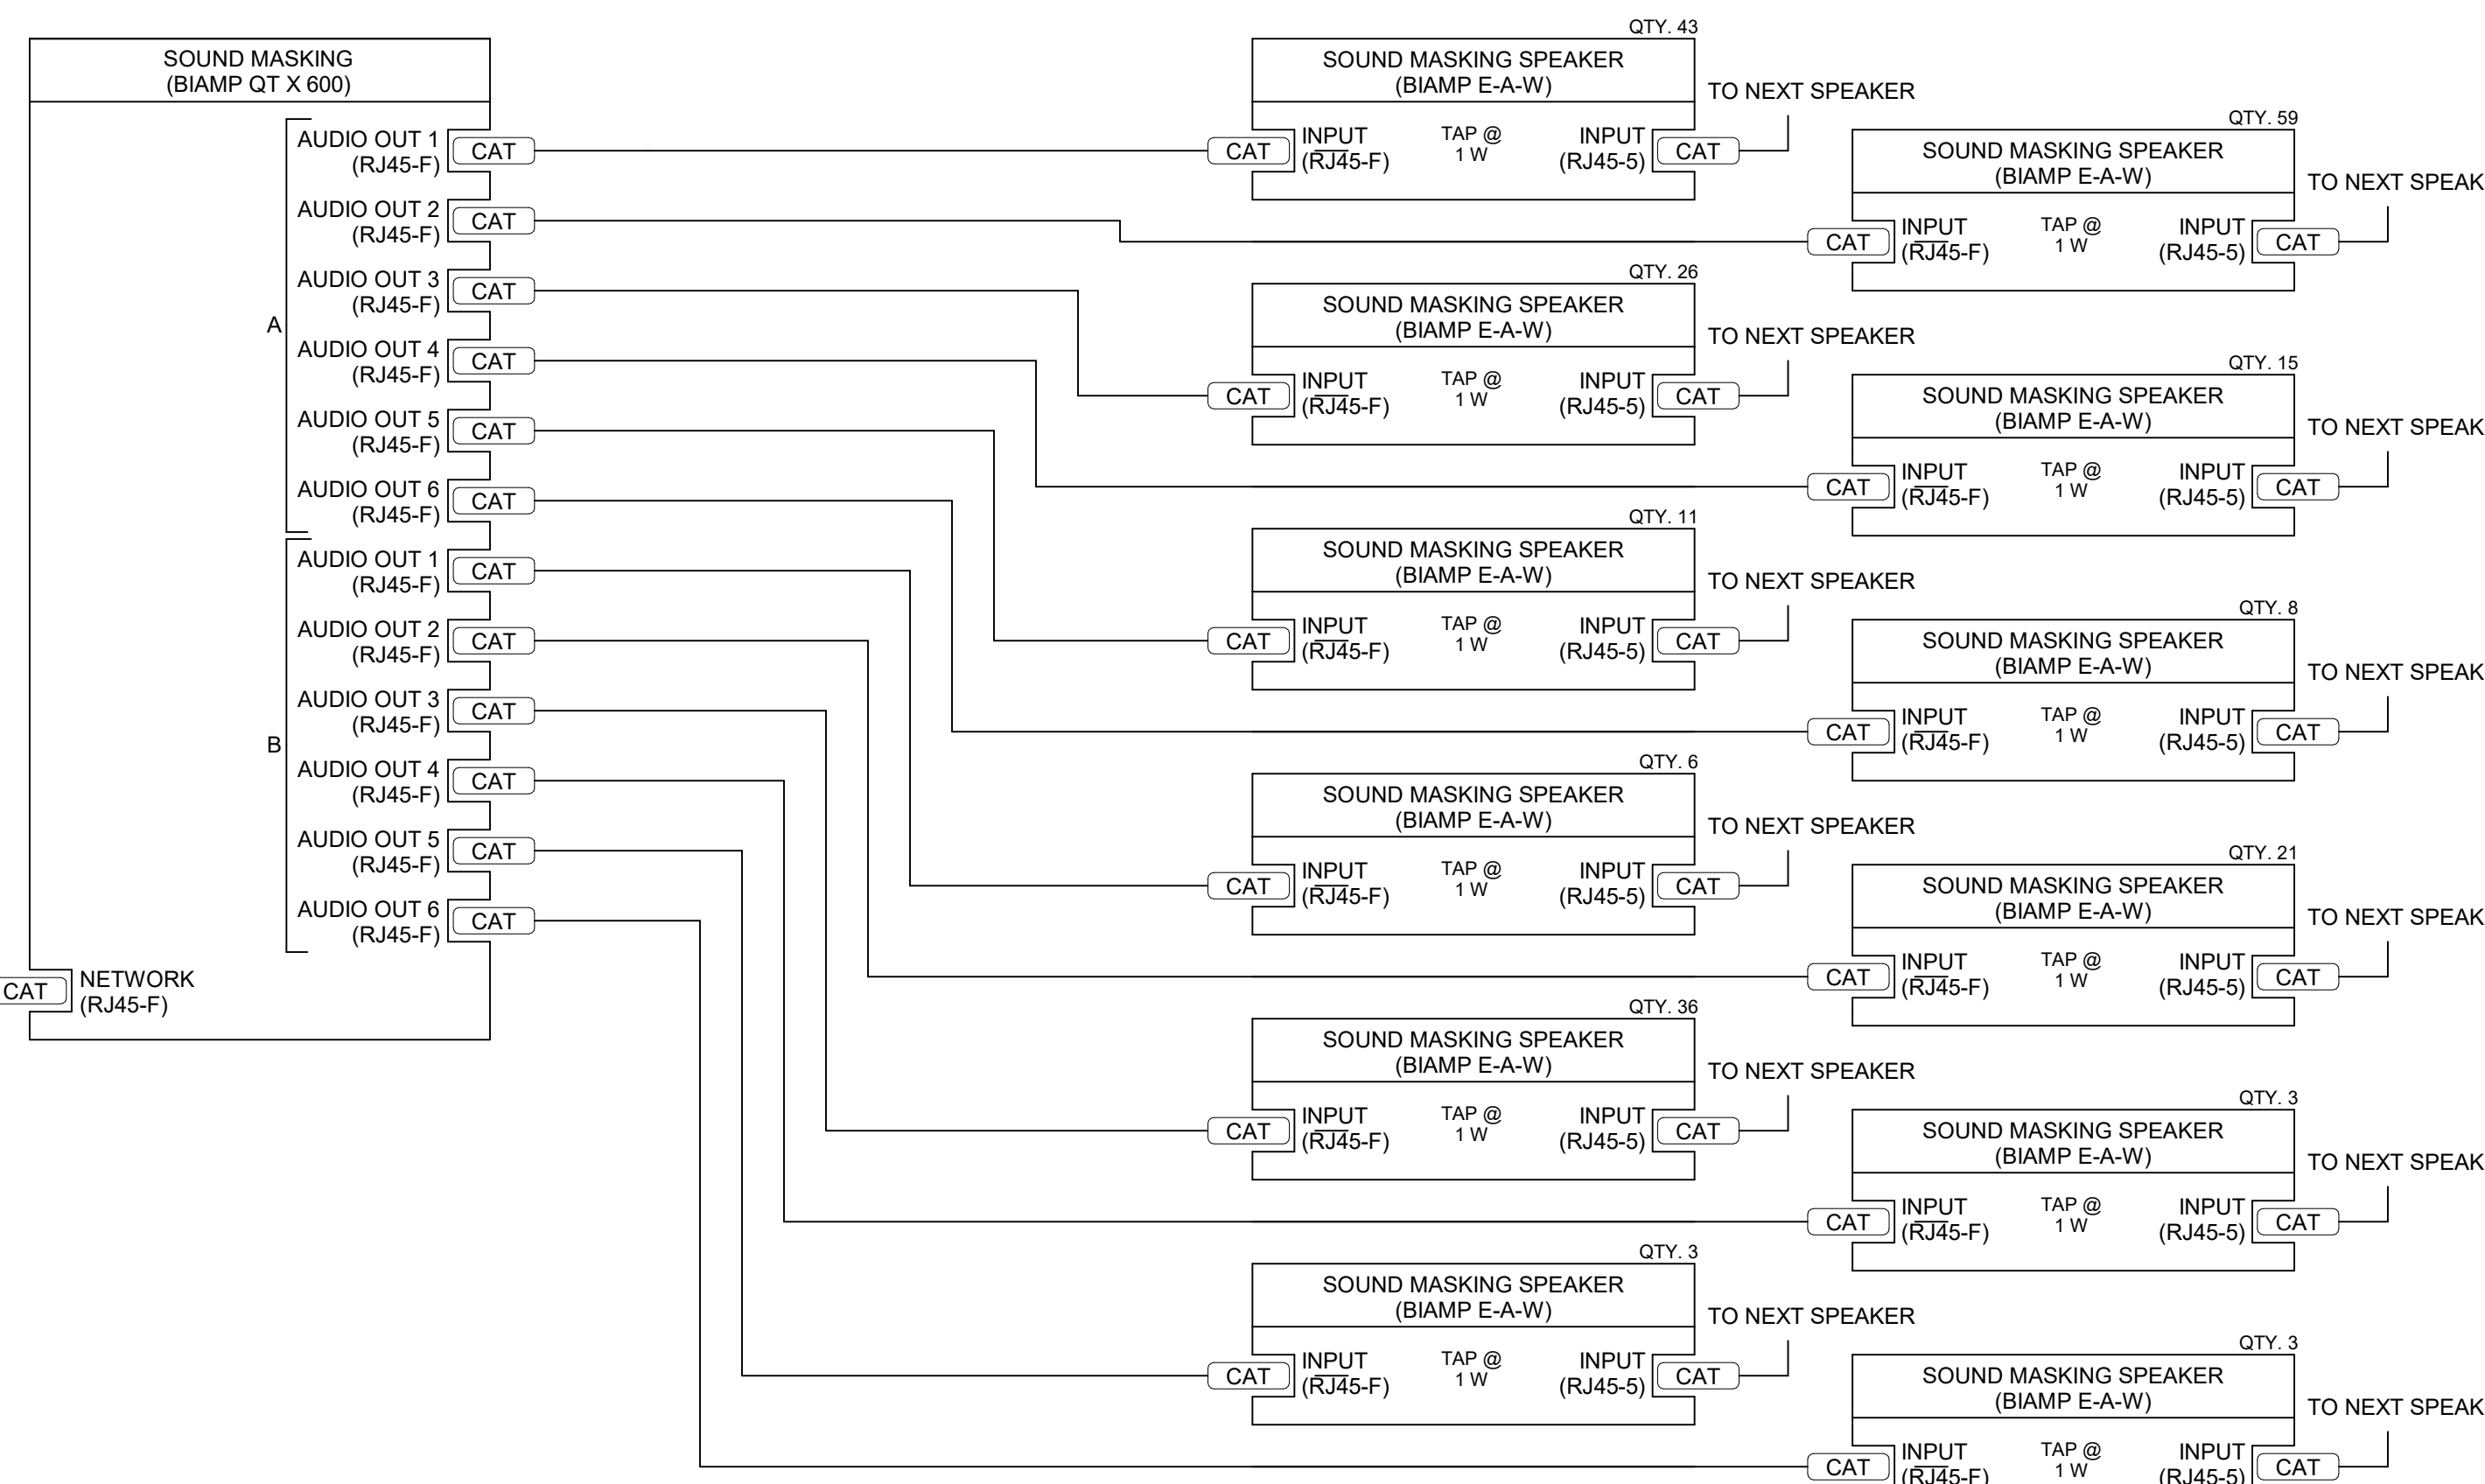 SOUND MASKING
(BIAMP QT X 600)
A
AUDIO OUT 1
(RJ45-F)
CAT
AUDIO OUT 2
(RJ45-F)
CAT
AUDIO OUT 3
(RJ45-F)
CAT
AUDIO OUT 4
(RJ45-F)
CAT
AUDIO OUT 5
(RJ45-F)
CAT
AUDIO OUT 6
(RJ45-F)
CAT
B
AUDIO OUT 1
(RJ45-F)
CAT
AUDIO OUT 2
(RJ45-F)
CAT
AUDIO OUT 3
(RJ45-F)
CAT
AUDIO OUT 4
(RJ45-F)
CAT
AUDIO OUT 5
(RJ45-F)
CAT
AUDIO OUT 6
(RJ45-F)
CAT
CAT
NETWORK
(RJ45-F)
QTY. 43
SOUND MASKING SPEAKER
(BIAMP E-A-W)
CAT
INPUT
(RJ45-F)
TAP @
1 W
INPUT
(RJ45-5)
CAT
TO NEXT SPEAKER
QTY. 59
SOUND MASKING SPEAKER
(BIAMP E-A-W)
CAT
INPUT
(RJ45-F)
TAP @
1 W
INPUT
(RJ45-5)
CAT
TO NEXT SPEAK
QTY. 26
SOUND MASKING SPEAKER
(BIAMP E-A-W)
CAT
INPUT
(RJ45-F)
TAP @
1 W
INPUT
(RJ45-5)
CAT
TO NEXT SPEAKER
QTY. 15
SOUND MASKING SPEAKER
(BIAMP E-A-W)
CAT
INPUT
(RJ45-F)
TAP @
1 W
INPUT
(RJ45-5)
CAT
TO NEXT SPEAK
QTY. 11
SOUND MASKING SPEAKER
(BIAMP E-A-W)
CAT
INPUT
(RJ45-F)
TAP @
1 W
INPUT
(RJ45-5)
CAT
TO NEXT SPEAKER
QTY. 8
SOUND MASKING SPEAKER
(BIAMP E-A-W)
CAT
INPUT
(RJ45-F)
TAP @
1 W
INPUT
(RJ45-5)
CAT
TO NEXT SPEAK
QTY. 6
SOUND MASKING SPEAKER
(BIAMP E-A-W)
CAT
INPUT
(RJ45-F)
TAP @
1 W
INPUT
(RJ45-5)
CAT
TO NEXT SPEAKER
QTY. 21
SOUND MASKING SPEAKER
(BIAMP E-A-W)
CAT
INPUT
(RJ45-F)
TAP @
1 W
INPUT
(RJ45-5)
CAT
TO NEXT SPEAK
QTY. 36
SOUND MASKING SPEAKER
(BIAMP E-A-W)
CAT
INPUT
(RJ45-F)
TAP @
1 W
INPUT
(RJ45-5)
CAT
TO NEXT SPEAKER
QTY. 3
SOUND MASKING SPEAKER
(BIAMP E-A-W)
CAT
INPUT
(RJ45-F)
TAP @
1 W
INPUT
(RJ45-5)
CAT
TO NEXT SPEAK
QTY. 3
SOUND MASKING SPEAKER
(BIAMP E-A-W)
CAT
INPUT
(RJ45-F)
TAP @
1 W
INPUT
(RJ45-5)
CAT
TO NEXT SPEAKER
QTY. 3
SOUND MASKING SPEAKER
(BIAMP E-A-W)
CAT
INPUT
(RJ45-F)
TAP @
1 W
INPUT
(RJ45-5)
CAT
TO NEXT SPEAK